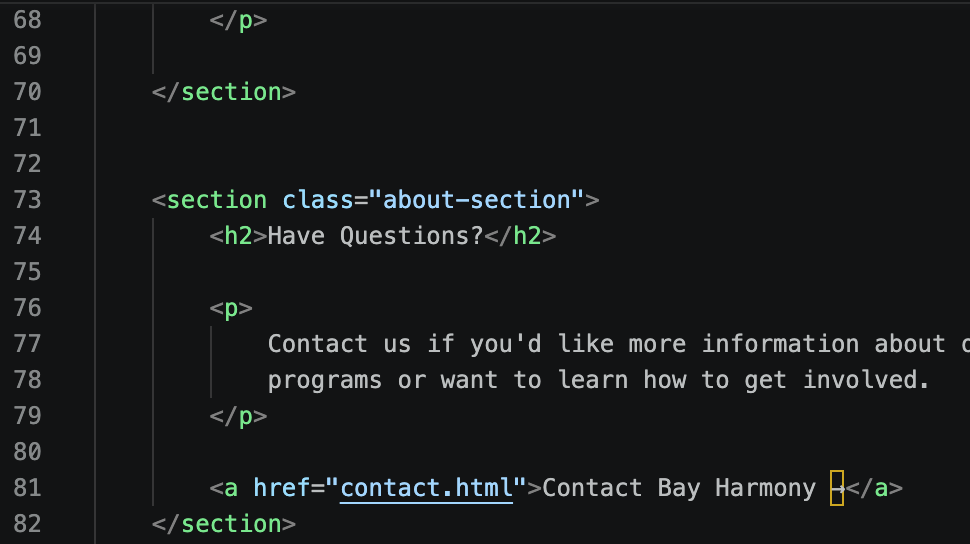 68 </p>
69
70 </section>
71
72
73 <section class="about-section">
74 <h2>Have Questions?</h2>
75
76 <p>
77 Contact us if you'd like more information about
78 programs or want to learn how to get involved.
79 </p>
80
81 <a href="contact.html">Contact Bay Harmony →</a>
82 </section>